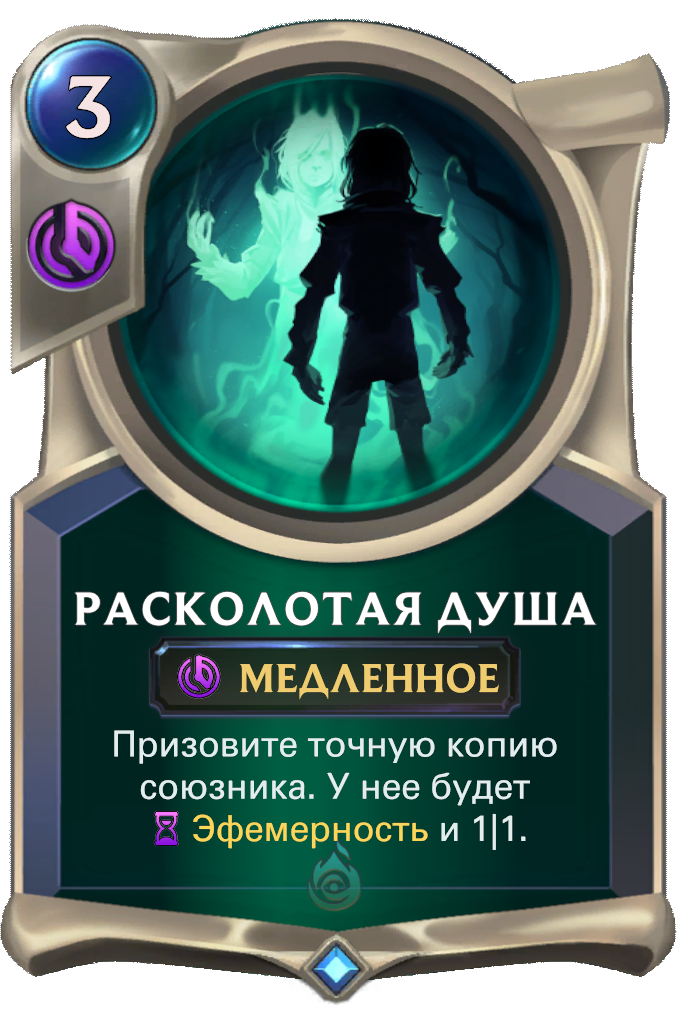 3
РАСКОЛОТАЯ ДУША
МЕДЛЕННОЕ
Призовите точную копию
союзника. У нее будет
Эфемерность и 1|1.